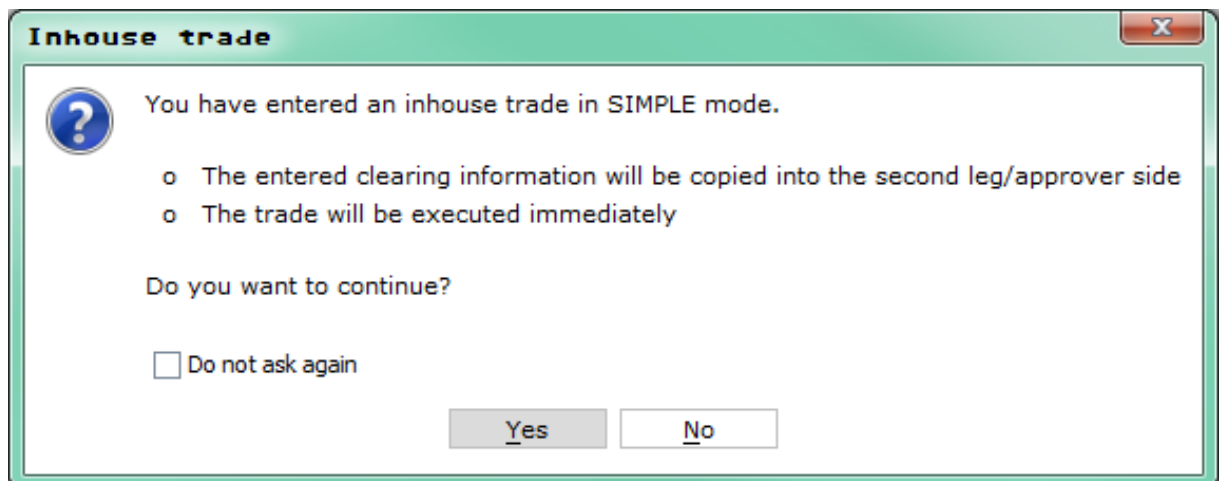 Inhouse trade
x
You have entered an inhouse trade in SIMPLE mode.
o The entered clearing information will be copied into the second leg/approver side
o The trade will be executed immediately
Do you want to continue?
Do not ask again
Yes No